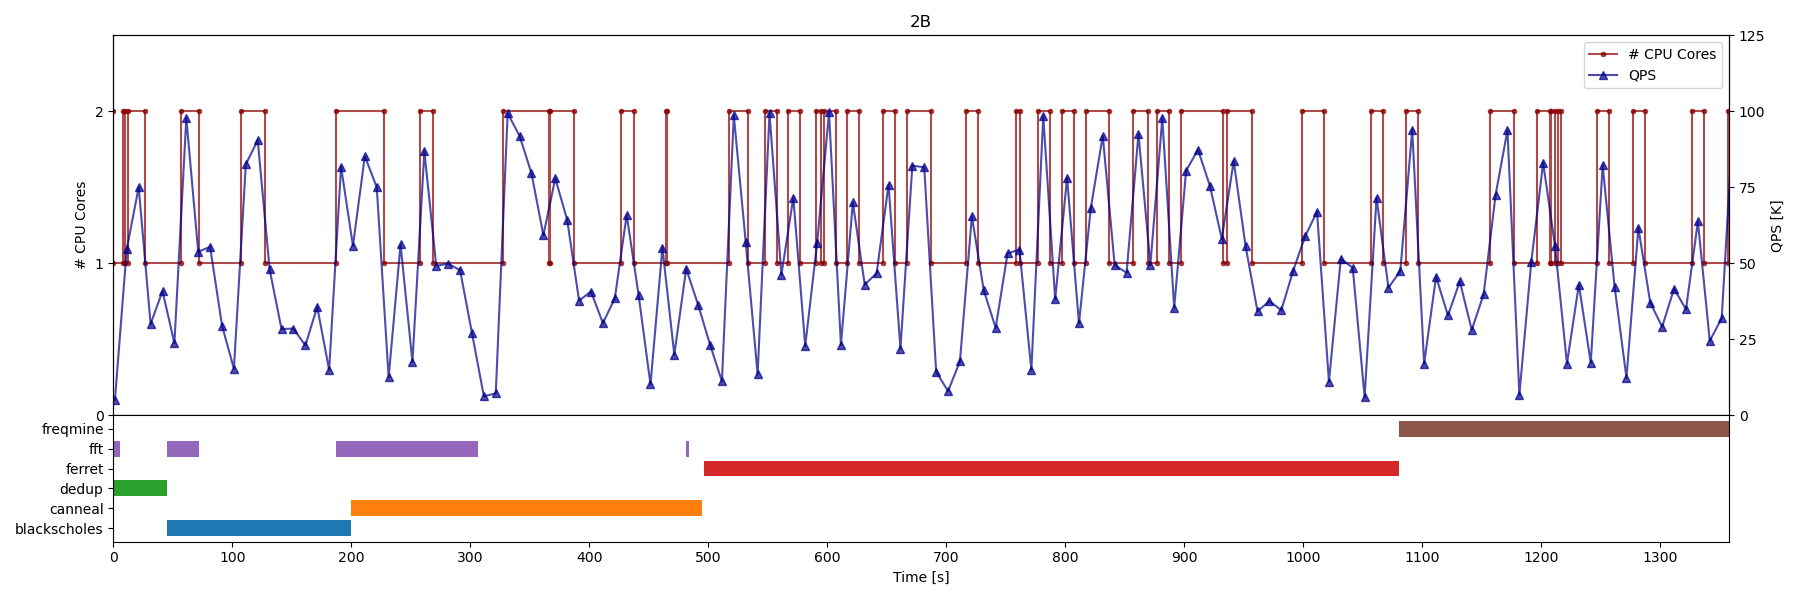 2B
# CPU Cores
QPS
2
1
0
# CPU Cores
125
100
75
50
25
0
QPS [K]
freqmine
fft
ferret
dedup
canneal
blackscholes
0 100 200 300 400 500 600 700 800 900 1000 1100 1200 1300
Time [s]